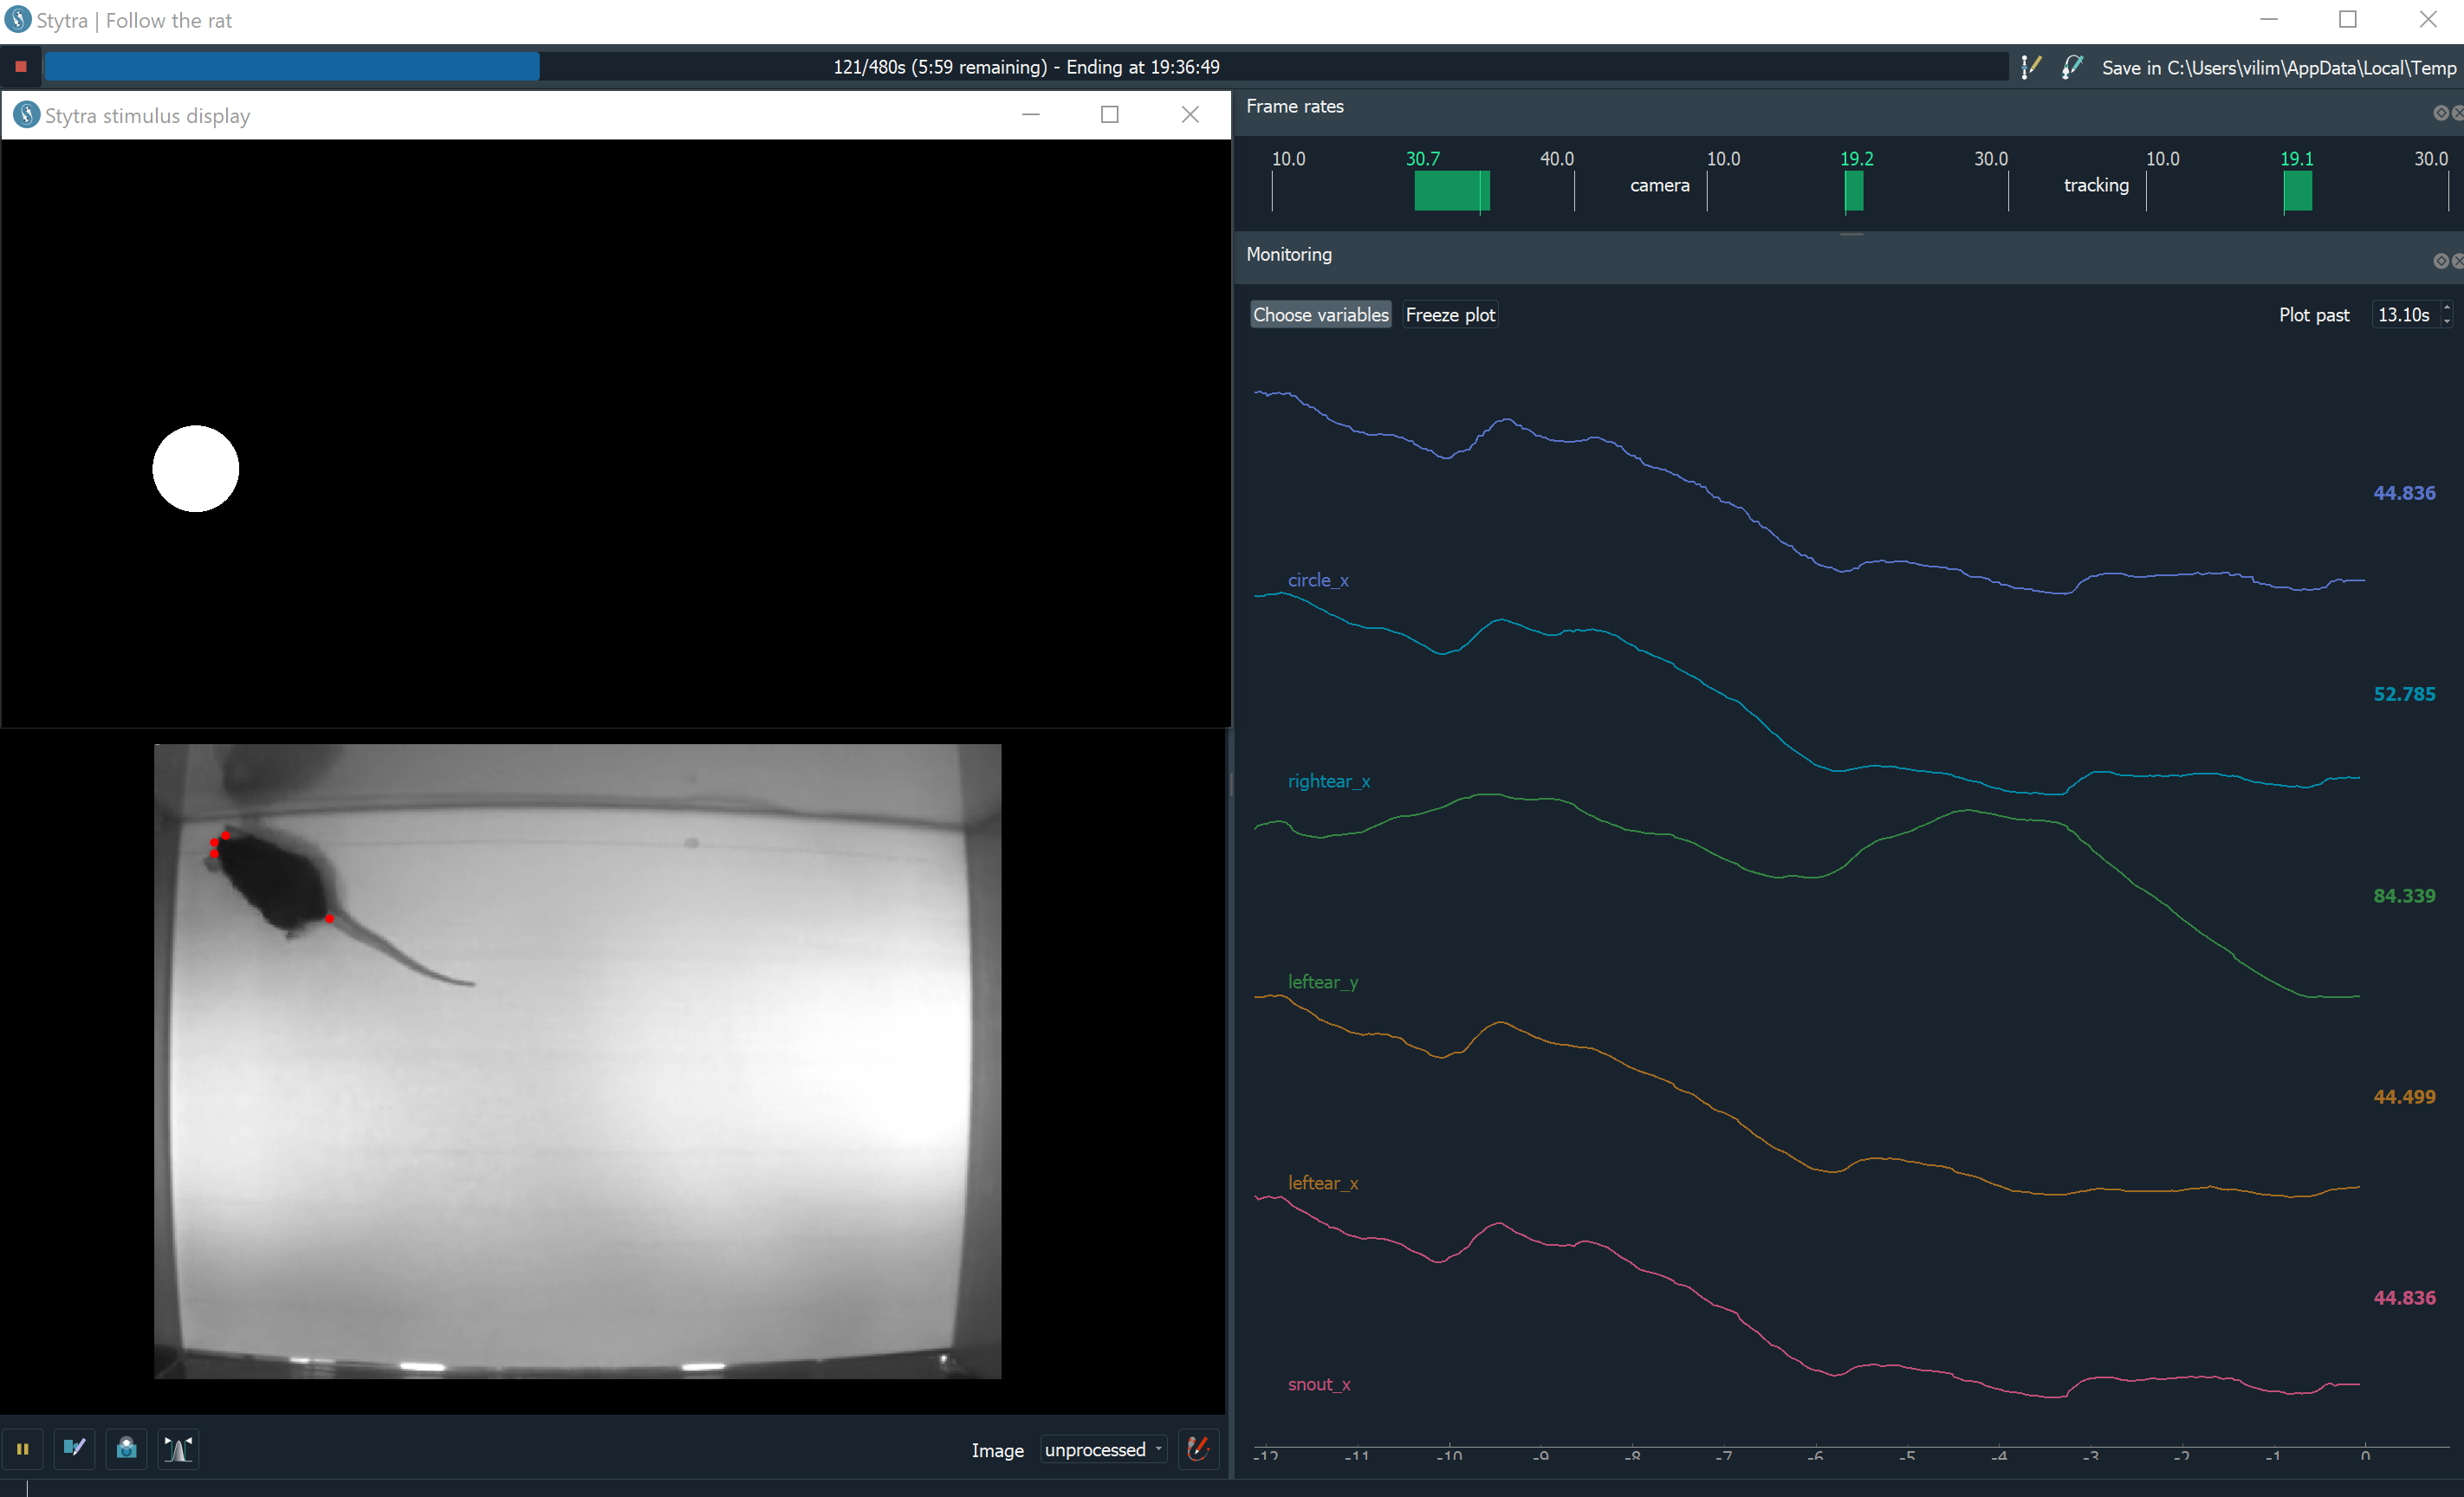 Stytra | Follow the rat
121/480s (5:59 remaining) - Ending at 19:36:49
Save in C:\Users\vilim\AppData\Local\Temp
Stytra stimulus display
Frame rates
10.0 30.7 40.0 10.0 19.2 30.0 10.0 19.1 30.0
camera tracking
Monitoring
Choose variables Freeze plot Plot past 13.10s
44.836
circle_x
52.785
rightear_x
84.339
leftear_y
44.499
leftear_x
44.836
snout_x
-12 -11 -10 -9 -8 -7 -6 -5 -4 -3 -2 -1 0
Image unprocessed